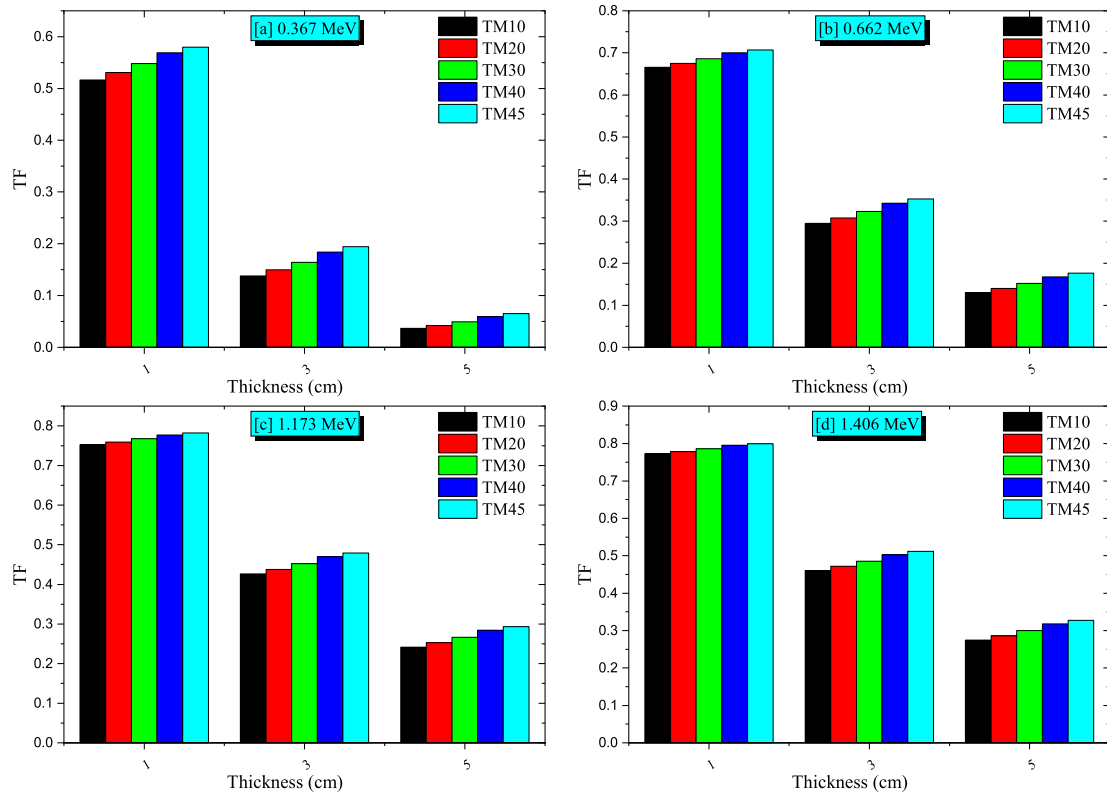 [a] 0.367 MeV
TM10
TM20
TM30
TM40
TM45
0.6
0.5
0.4
0.3
0.2
0.1
0.0
TF
1
3
5
Thickness (cm)
[b] 0.662 MeV
TM10
TM20
TM30
TM40
TM45
0.8
0.7
0.6
0.5
0.4
0.3
0.2
0.1
0.0
TF
1
3
5
Thickness (cm)
[c] 1.173 MeV
TM10
TM20
TM30
TM40
TM45
0.8
0.7
0.6
0.5
0.4
0.3
0.2
0.1
0.0
TF
1
3
5
Thickness (cm)
[d] 1.406 MeV
TM10
TM20
TM30
TM40
TM45
0.9
0.8
0.7
0.6
0.5
0.4
0.3
0.2
0.1
0.0
TF
1
3
5
Thickness (cm)